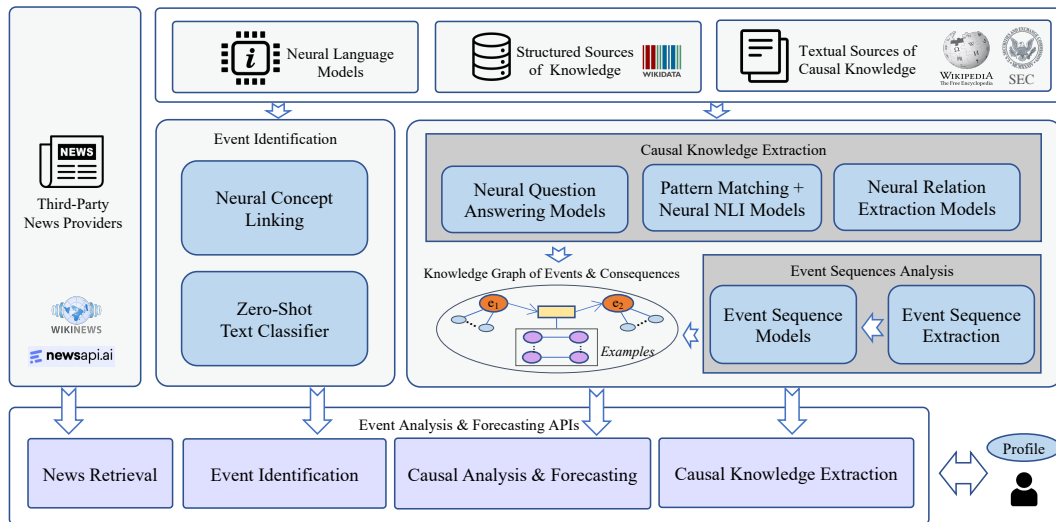 Neural Language
Models
Structured Sources
of Knowledge
WIKIDATA
Textual Sources of
Causal Knowledge
WIKIPEDIA
The Free Encyclopedia
SEC
NEWS
Third-Party
News Providers
WIKINEWS
newsapi.ai
Event Identification
Neural Concept
Linking
Zero-Shot
Text Classifier
Causal Knowledge Extraction
Neural Question
Answering Models
Pattern Matching +
Neural NLI Models
Neural Relation
Extraction Models
Knowledge Graph of Events & Consequences
e1
e2
Examples
Event Sequences Analysis
Event Sequence
Models
Event Sequence
Extraction
Event Analysis & Forecasting APIs
News Retrieval
Event Identification
Causal Analysis & Forecasting
Causal Knowledge Extraction
Profile